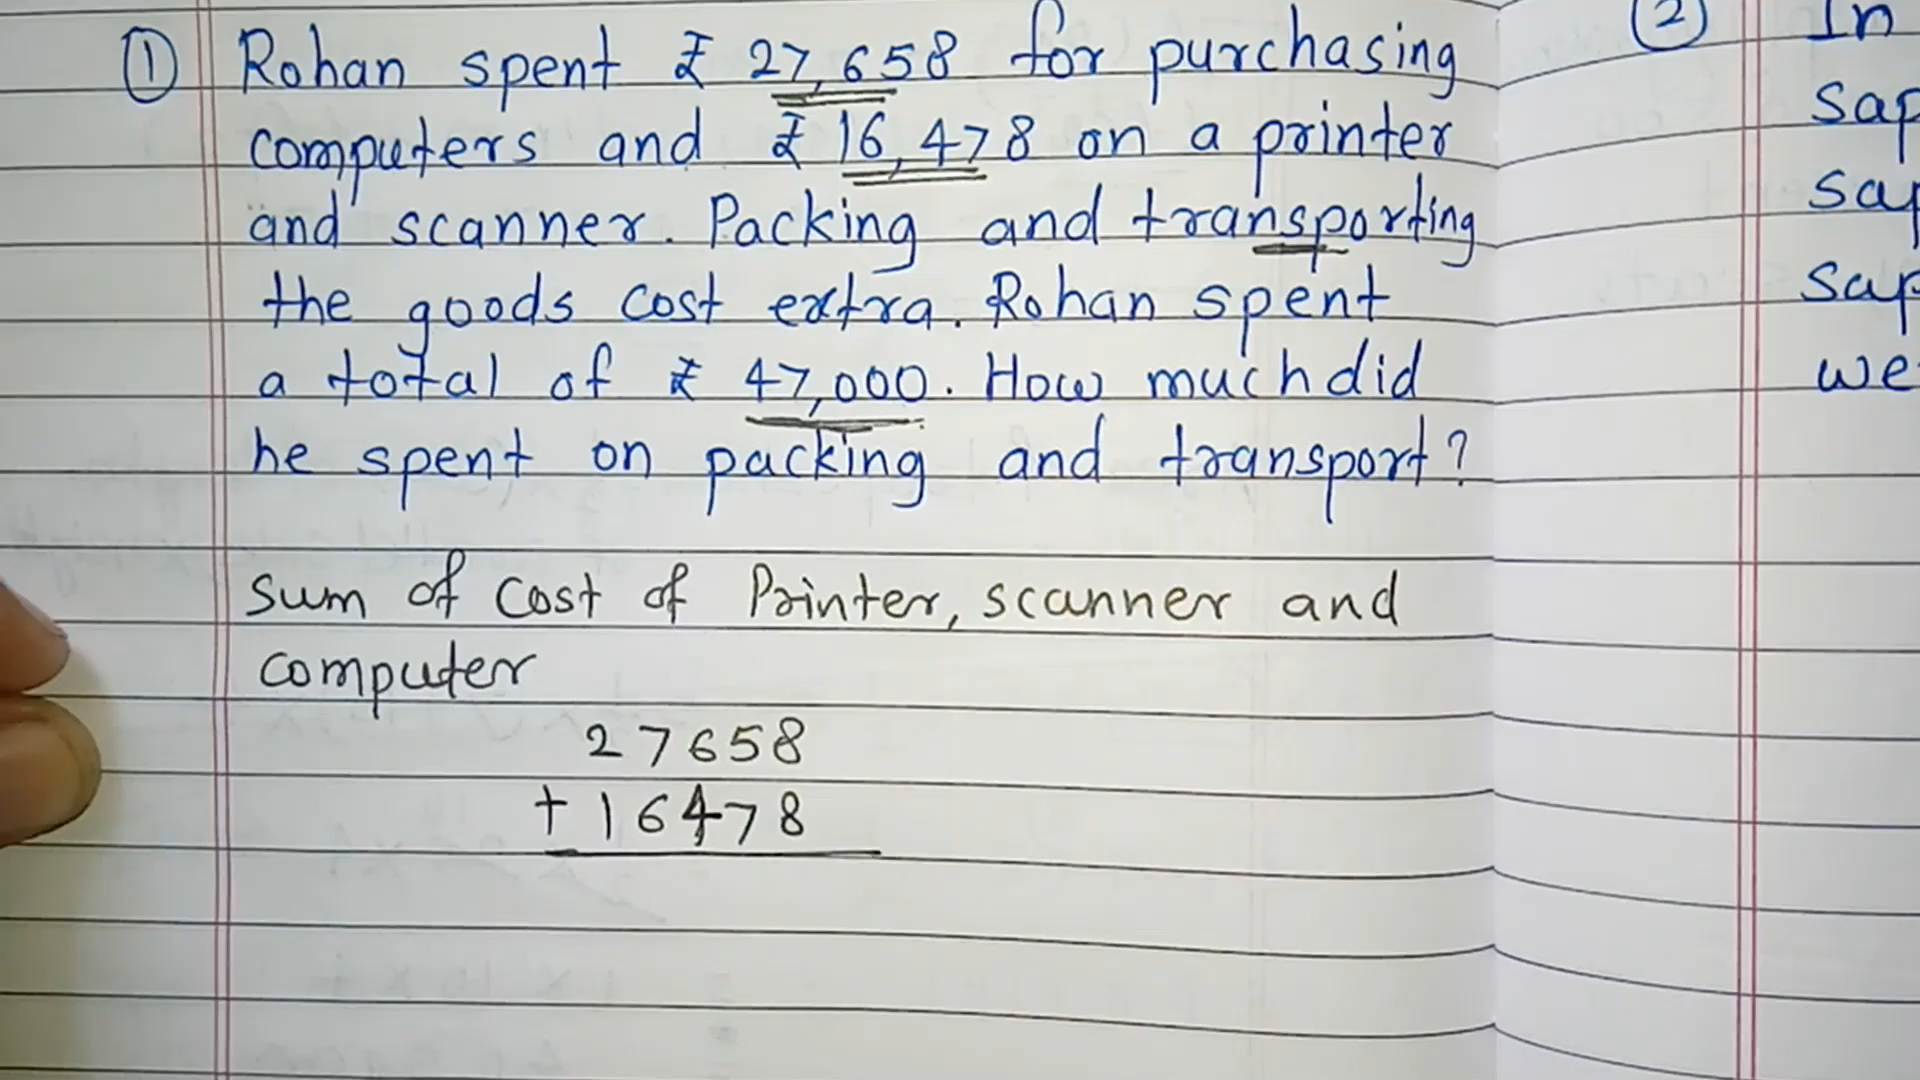 ① Rohan spent ₹ 27,658 for purchasing
computers and ₹ 16,478 on a printer
and scanner. Packing and transporting
the goods cost extra. Rohan spent
a total of ₹ 47,000. How much did
he spent on packing and transport?
Sum of cost of Printer, scanner and
computer
27658
+ 16478
② In
we